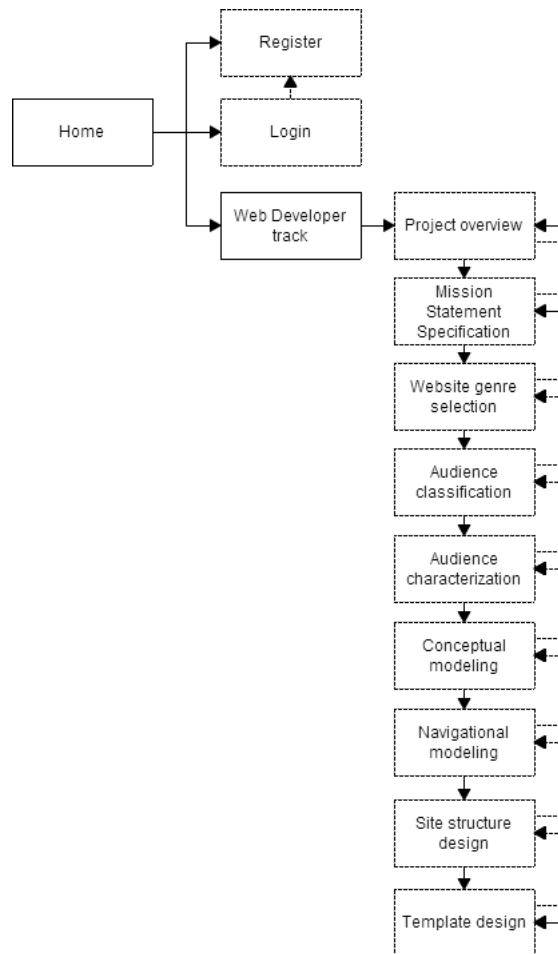 Register
Home
Login
Web Developer
track
Project overview
Mission
Statement
Specification
Website genre
selection
Audience
classification
Audience
characterization
Conceptual
modeling
Navigational
modeling
Site structure
design
Template design